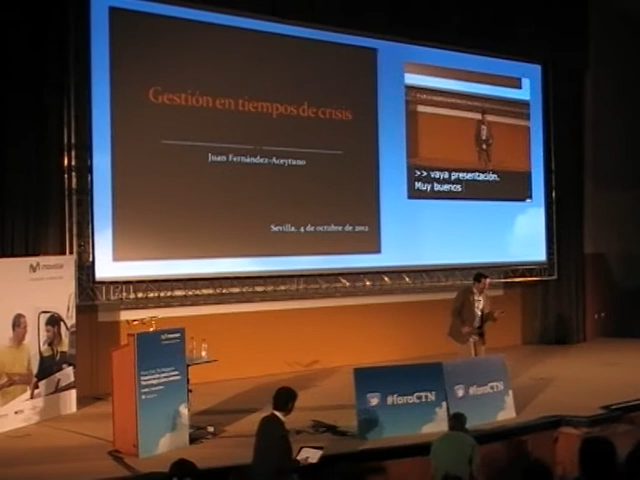 Gestión en tiempos de crisis
Juan Fernández-Aceytuno
Sevilla, 4 de octubre de 2012
>> vaya presentación.
Muy buenos
movistar
#foroCTN
#foroCTN